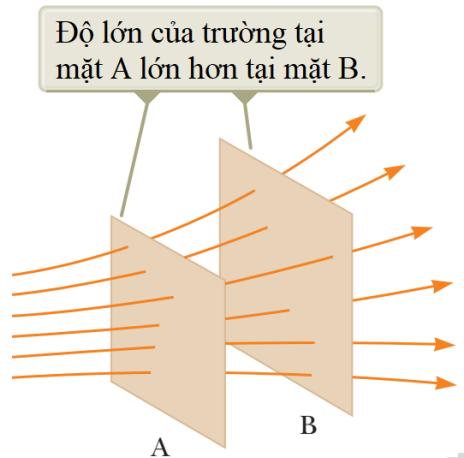 Độ lớn của trường tại
mặt A lớn hơn tại mặt B.
B
A